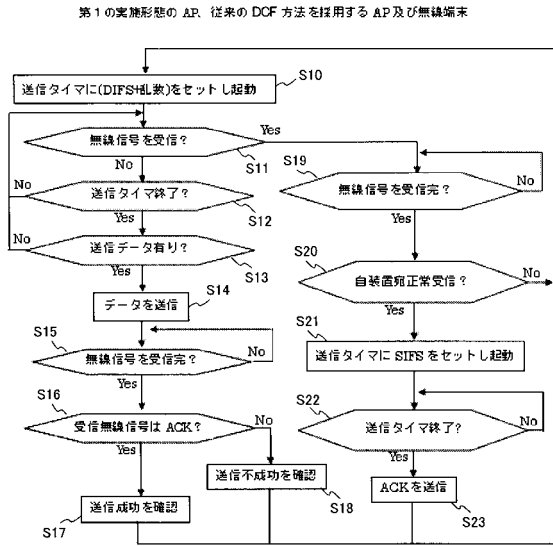 第1の実施形態の AP、従来の DCF 方法を採用する AP 及び無線端末
送信タイマに(DIFS+乱数)をセットし起動
S10
無線信号を受信?
Yes
No
S11
送信タイマ終了?
No
Yes
S12
送信データ有り?
No
Yes
S13
データを送信
S14
S15
無線信号を受信完?
No
Yes
S16
受信無線信号は ACK?
No
Yes
送信不成功を確認
S18
送信成功を確認
S17
S19
無線信号を受信完?
No
Yes
S20
自装置宛正常受信?
No
Yes
S21
送信タイマに SIFS をセットし起動
S22
送信タイマ終了?
No
Yes
ACK を送信
S23